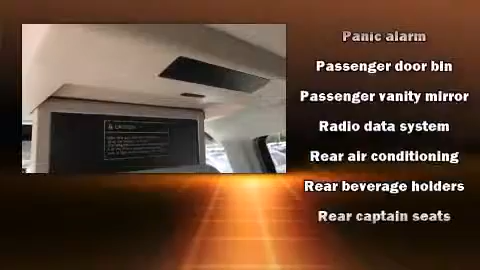 Panic alarm
Passenger door bin
Passenger vanity mirror
Radio data system
Rear air conditioning
Rear beverage holders
Rear captain seats